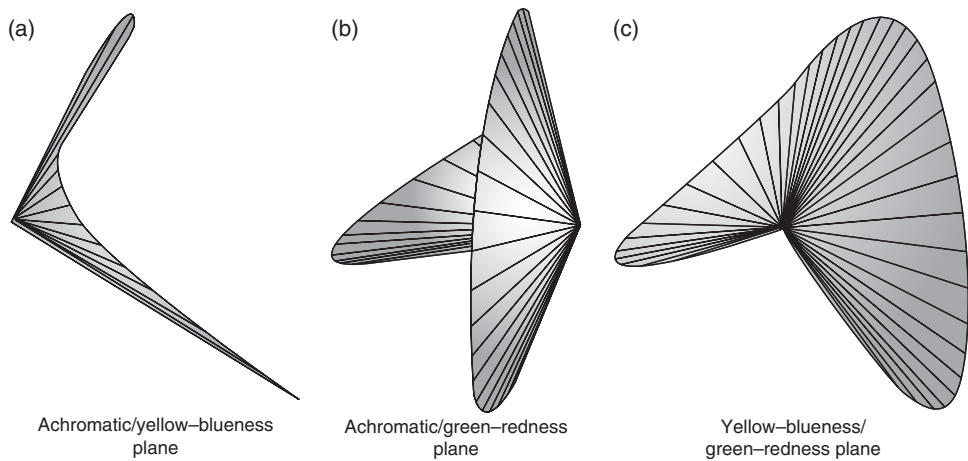 (a)
(b)
(c)
Achromatic/yellow–blueness
plane
Achromatic/green–redness
plane
Yellow–blueness/
green–redness plane